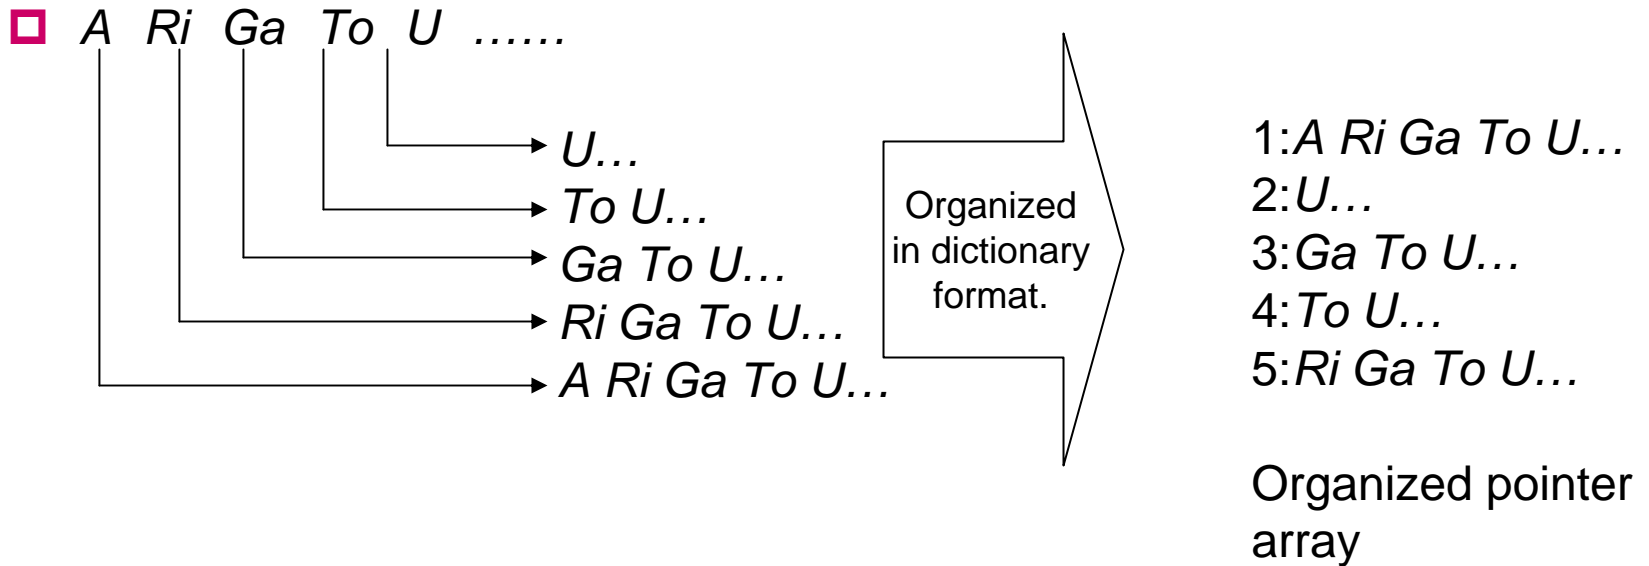 A Ri Ga To U ……
U…
To U…
Ga To U…
Ri Ga To U…
A Ri Ga To U…
Organized
in dictionary
format.
1:A Ri Ga To U…
2:U…
3:Ga To U…
4:To U…
5:Ri Ga To U…
Organized pointer
array